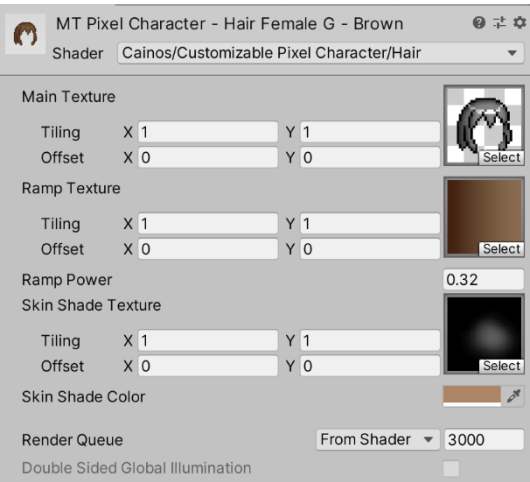 MT Pixel Character - Hair Female G - Brown
Shader Cainos/Customizable Pixel Character/Hair
Main Texture
Tiling X 1 Y 1
Offset X 0 Y 0
Select
Ramp Texture
Tiling X 1 Y 1
Offset X 0 Y 0
Select
Ramp Power 0.32
Skin Shade Texture
Tiling X 1 Y 1
Offset X 0 Y 0
Select
Skin Shade Color
Render Queue From Shader 3000
Double Sided Global Illumination